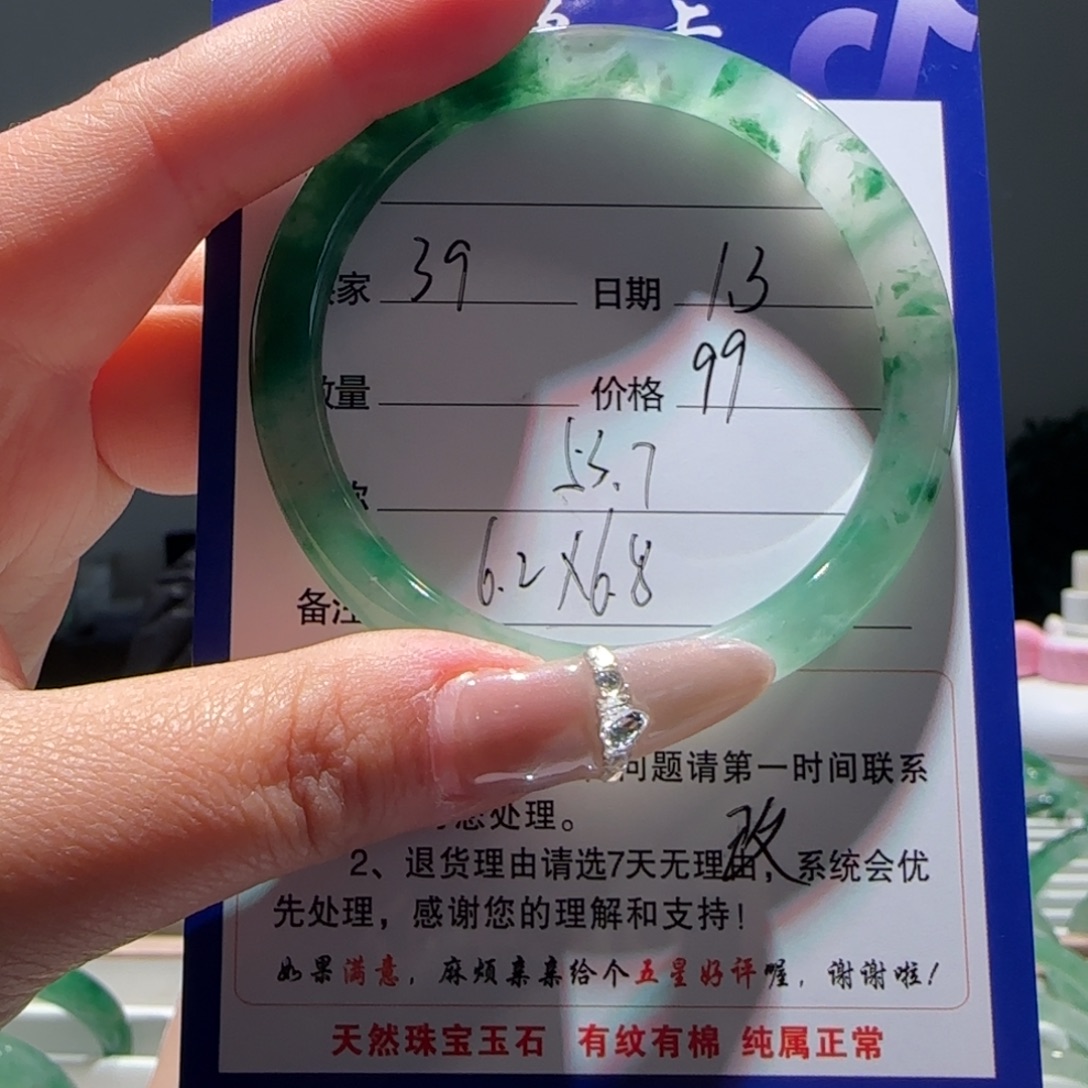 家 39 日期 13
数量 价格 99
称 53.7
6.2X6.8
备注
问题请第一时间联系
您处理。
2、退货理由请选7天无理由，系统会优
先处理，感谢您的理解和支持！
改
如果满意，麻烦亲亲给个五星好评喔，谢谢啦！
天然珠宝玉石 有纹有棉 纯属正常